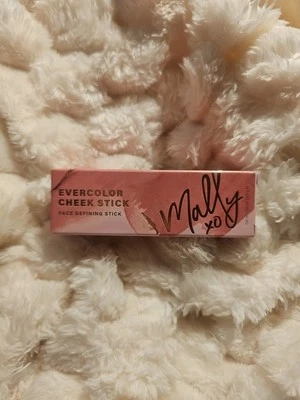 EVERCOLOR
CHEEK STICK
FACE DEFINING STICK
Mally
xo